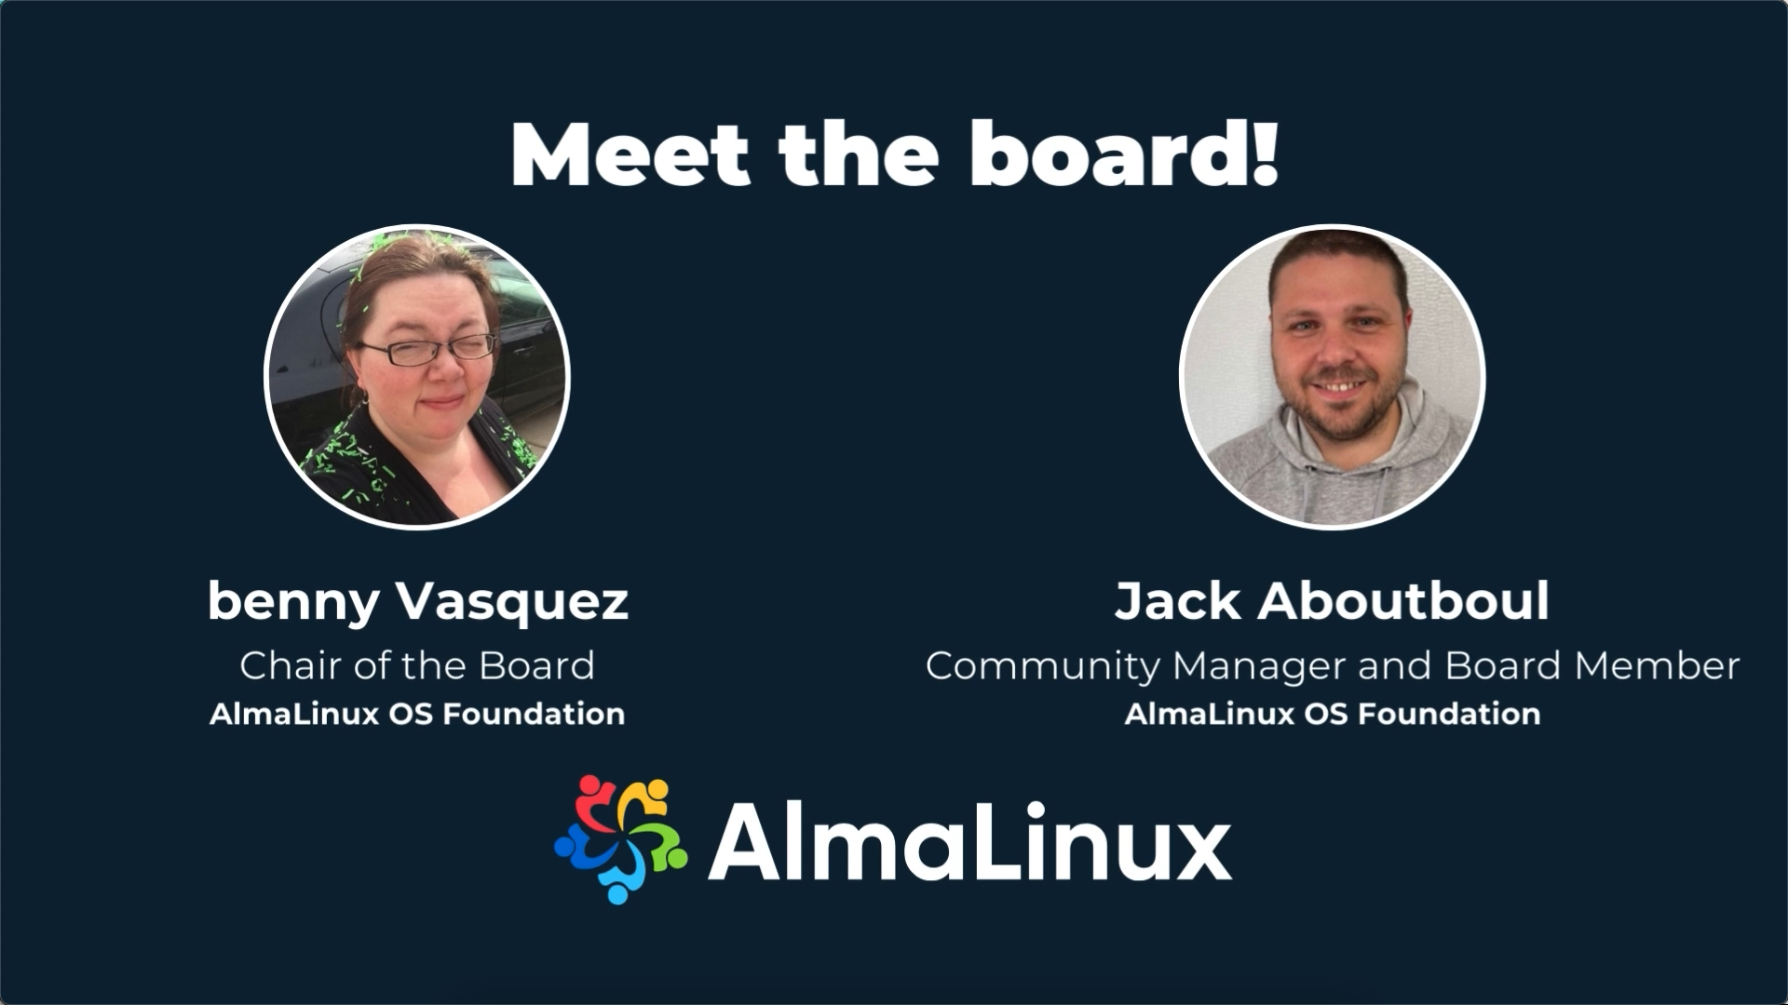 Meet the board!
benny Vasquez
Chair of the Board
AlmaLinux OS Foundation
Jack Aboutboul
Community Manager and Board Member
AlmaLinux OS Foundation
AlmaLinux